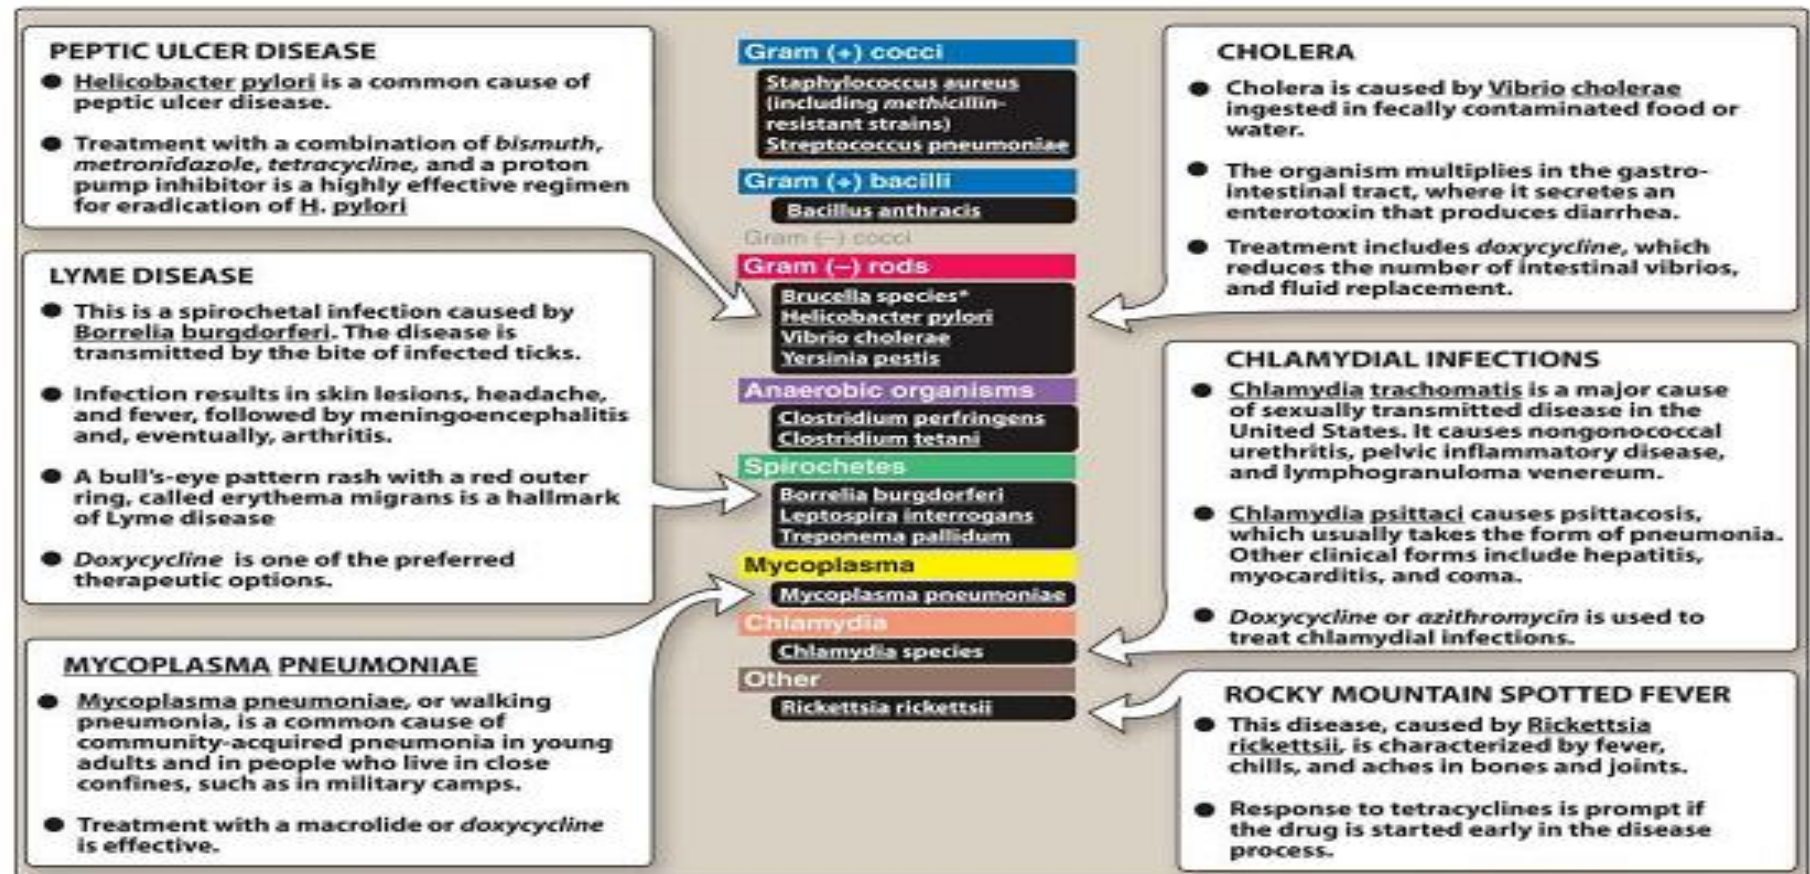 PEPTIC ULCER DISEASE
● Helicobacter pylori is a common cause of
peptic ulcer disease.
● Treatment with a combination of bismuth,
metronidazole, tetracycline, and a proton
pump inhibitor is a highly effective regimen
for eradication of H. pylori
LYME DISEASE
● This is a spirochetal infection caused by
Borrelia burgdorferi. The disease is
transmitted by the bite of infected ticks.
● Infection results in skin lesions, headache,
and fever, followed by meningoencephalitis
and, eventually, arthritis.
● A bull's-eye pattern rash with a red outer
ring, called erythema migrans is a hallmark
of Lyme disease
● Doxycycline is one of the preferred
therapeutic options.
MYCOPLASMA PNEUMONIAE
● Mycoplasma pneumoniae, or walking
pneumonia, is a common cause of
community-acquired pneumonia in young
adults and in people who live in close
confines, such as in military camps.
● Treatment with a macrolide or doxycycline
is effective.
Gram (+) cocci
Staphylococcus aureus
(including methicillin-
resistant strains)
Streptococcus pneumoniae
Gram (+) bacilli
Bacillus anthracis
Gram (−) cocci
Gram (−) rods
Brucella species*
Helicobacter pylori
Vibrio cholerae
Yersinia pestis
Anaerobic organisms
Clostridium perfringens
Clostridium tetani
Spirochetes
Borrelia burgdorferi
Leptospira interrogans
Treponema pallidum
Mycoplasma
Mycoplasma pneumoniae
Chlamydia
Chlamydia species
Other
Rickettsia rickettsii
CHOLERA
● Cholera is caused by Vibrio cholerae
ingested in fecally contaminated food or
water.
● The organism multiplies in the gastro-
intestinal tract, where it secretes an
enterotoxin that produces diarrhea.
● Treatment includes doxycycline, which
reduces the number of intestinal vibrios,
and fluid replacement.
CHLAMYDIAL INFECTIONS
● Chlamydia trachomatis is a major cause
of sexually transmitted disease in the
United States. It causes nongonococcal
urethritis, pelvic inflammatory disease,
and lymphogranuloma venereum.
● Chlamydia psittaci causes psittacosis,
which usually takes the form of pneumonia.
Other clinical forms include hepatitis,
myocarditis, and coma.
● Doxycycline or azithromycin is used to
treat chlamydial infections.
ROCKY MOUNTAIN SPOTTED FEVER
● This disease, caused by Rickettsia
rickettsii, is characterized by fever,
chills, and aches in bones and joints.
● Response to tetracyclines is prompt if
the drug is started early in the disease
process.